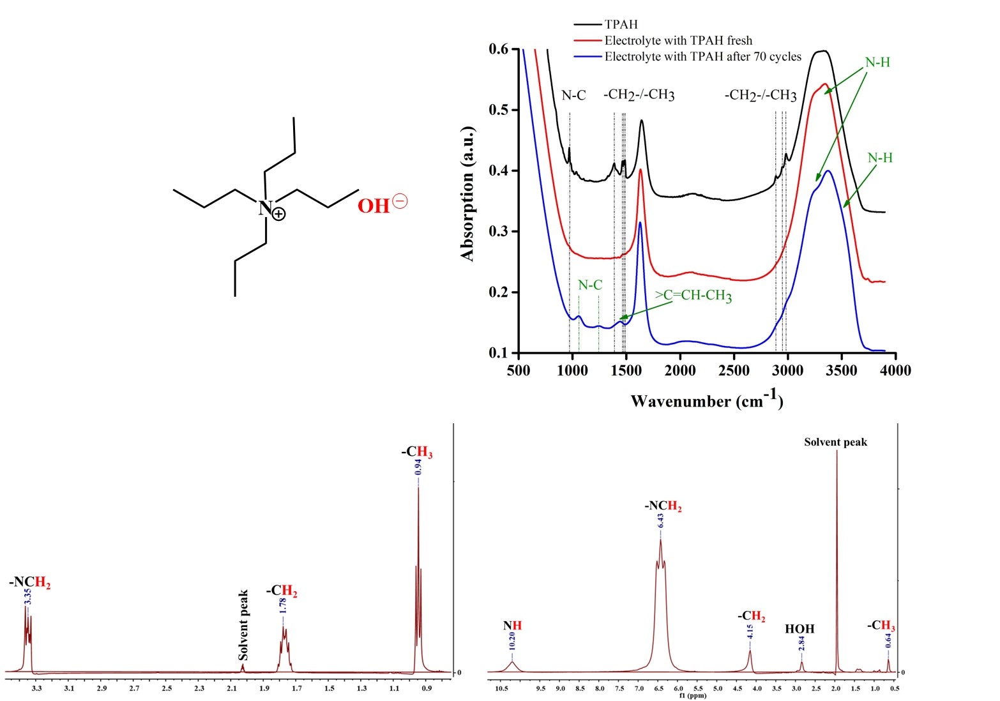 N
⊕
OH⊖
TPAH
Electrolyte with TPAH fresh
Electrolyte with TPAH after 70 cycles
N-C
-CH2-/-CH3
-CH2-/-CH3
N-H
N-H
N-C
>C=CH-CH3
Absorption (a.u.)
0.6
0.5
0.4
0.3
0.2
0.1
500 1000 1500 2000 2500 3000 3500 4000
Wavenumber (cm-1)
-NCH2
3.35
Solvent peak
-CH2
1.78
-CH3
0.94
0
3.3 3.1 2.9 2.7 2.5 2.3 2.1 1.9 1.7 1.5 1.3 1.1 0.9
NH
10.20
-NCH2
6.43
-CH2
4.15
HOH
2.84
Solvent peak
-CH3
0.64
0
10.5 9.5 9.0 8.5 8.0 7.5 7.0 6.5 6.0 5.5 5.0 4.5 4.0 3.5 3.0 2.5 2.0 1.5 1.0 0.5
f1 (ppm)